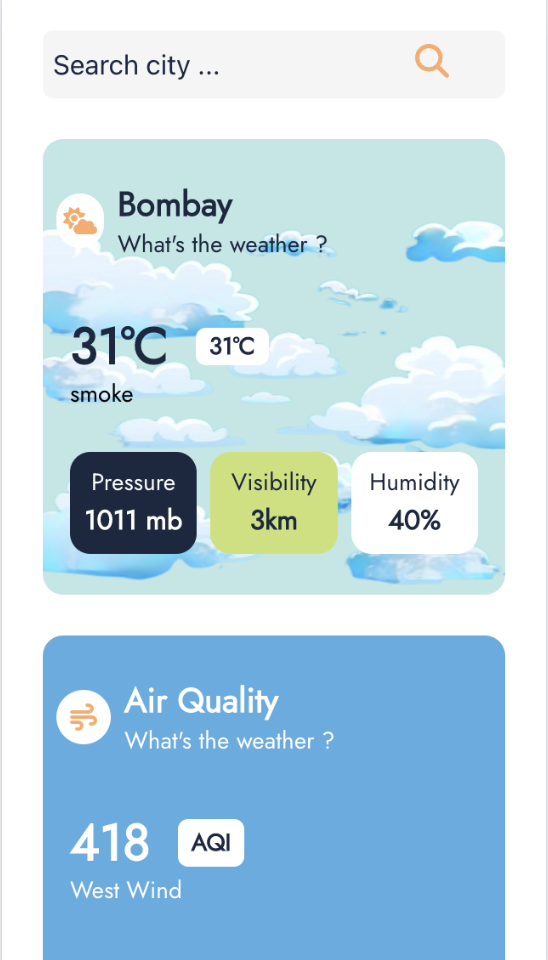 Search city ...
Bombay
What's the weather ?
31°C 31°C
smoke
Pressure Visibility Humidity
1011 mb 3km 40%
Air Quality
What's the weather ?
418 AQI
West Wind